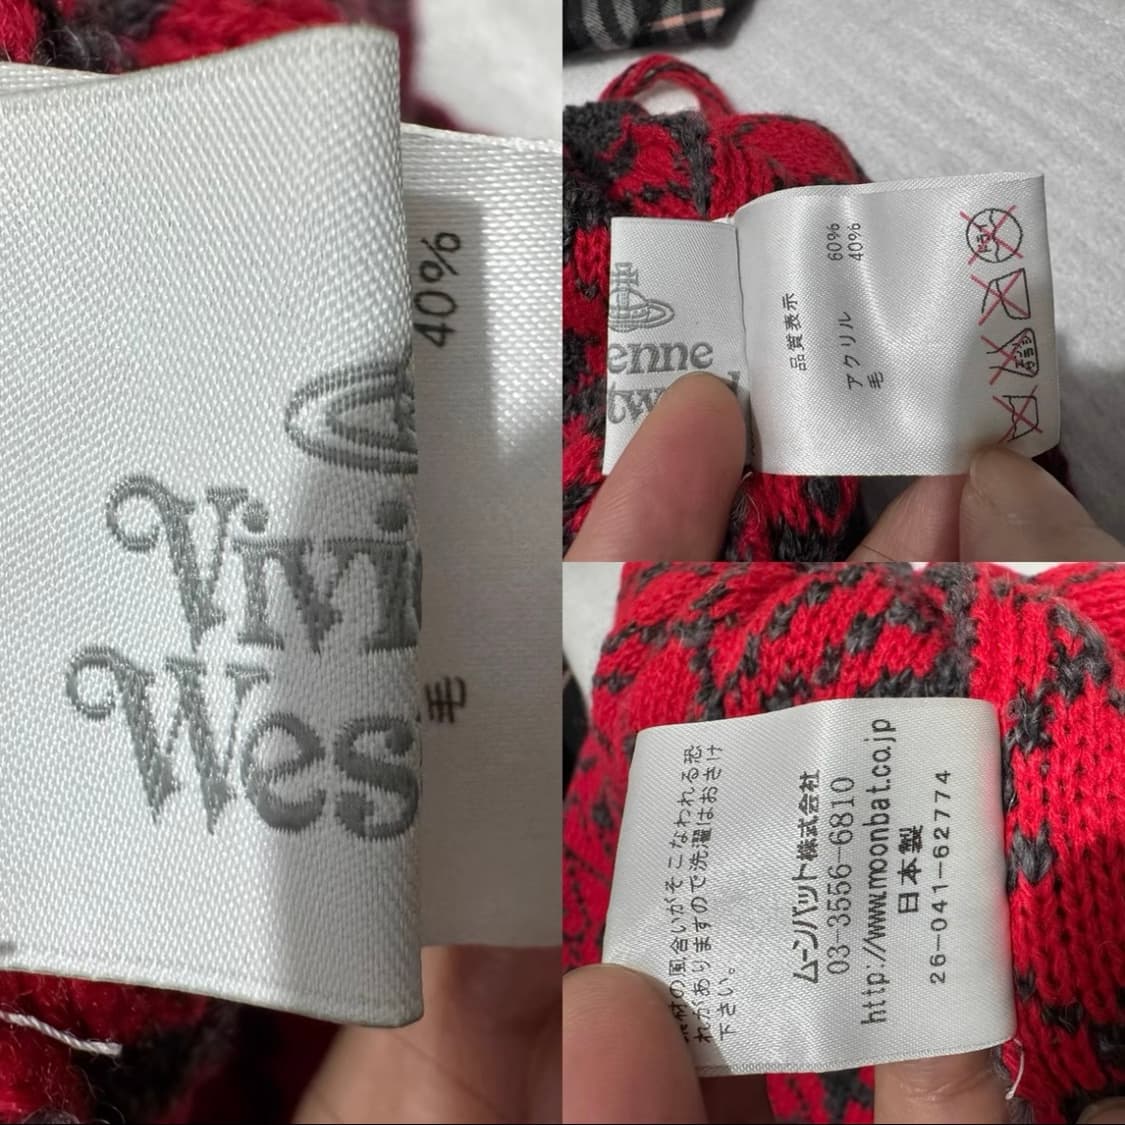 40%
Vivi
Wes
毛
60%
40%
品質表示
アクリル
毛
enne
tw
素材の風合いがそこなわれる恐
れがありますので洗濯はおさけ
下さい。
ムーンバット株式会社
03-3556-6810
http://www.moonbat.co.jp
日本製
26-041-62774